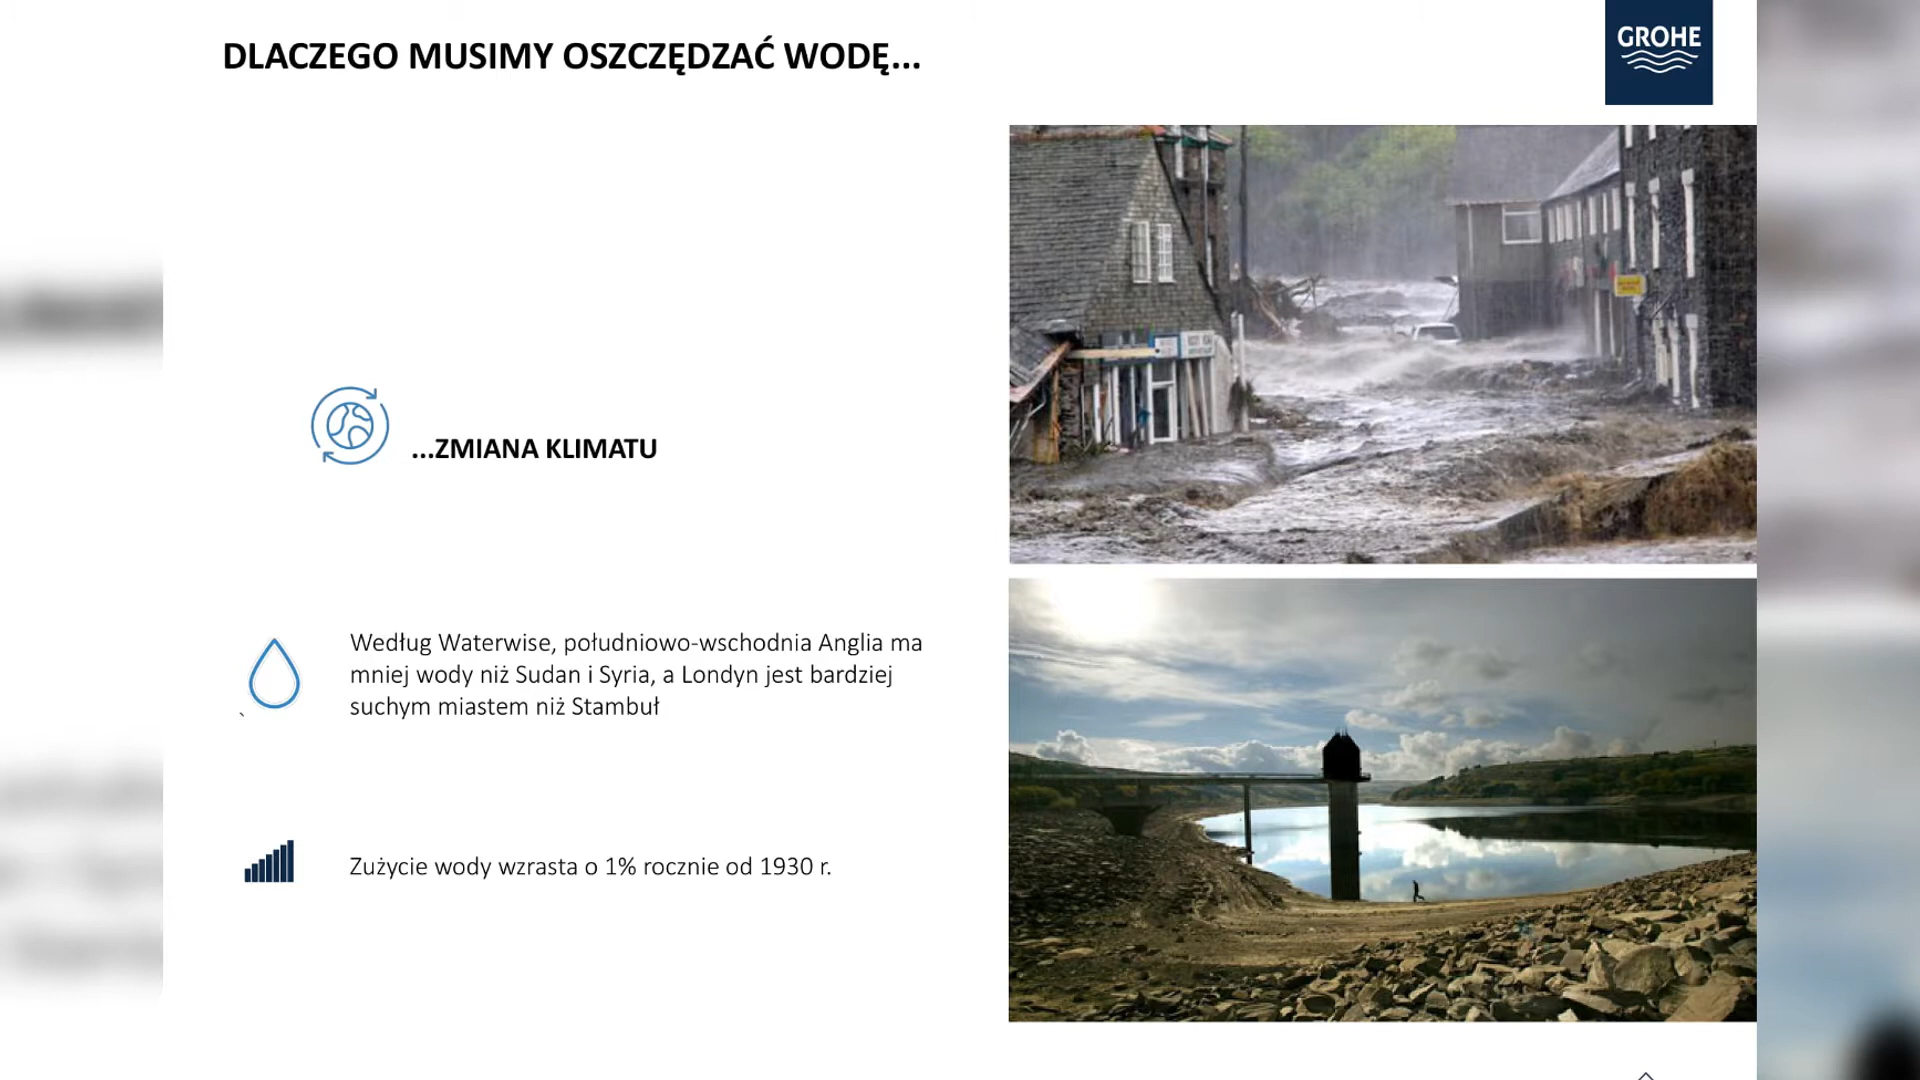 DLACZEGO MUSIMY OSZCZĘDZAĆ WODĘ...
GROHE
...ZMIANA KLIMATU
Według Waterwise, południowo-wschodnia Anglia ma
mniej wody niż Sudan i Syria, a Londyn jest bardziej
suchym miastem niż Stambuł
Zużycie wody wzrasta o 1% rocznie od 1930 r.